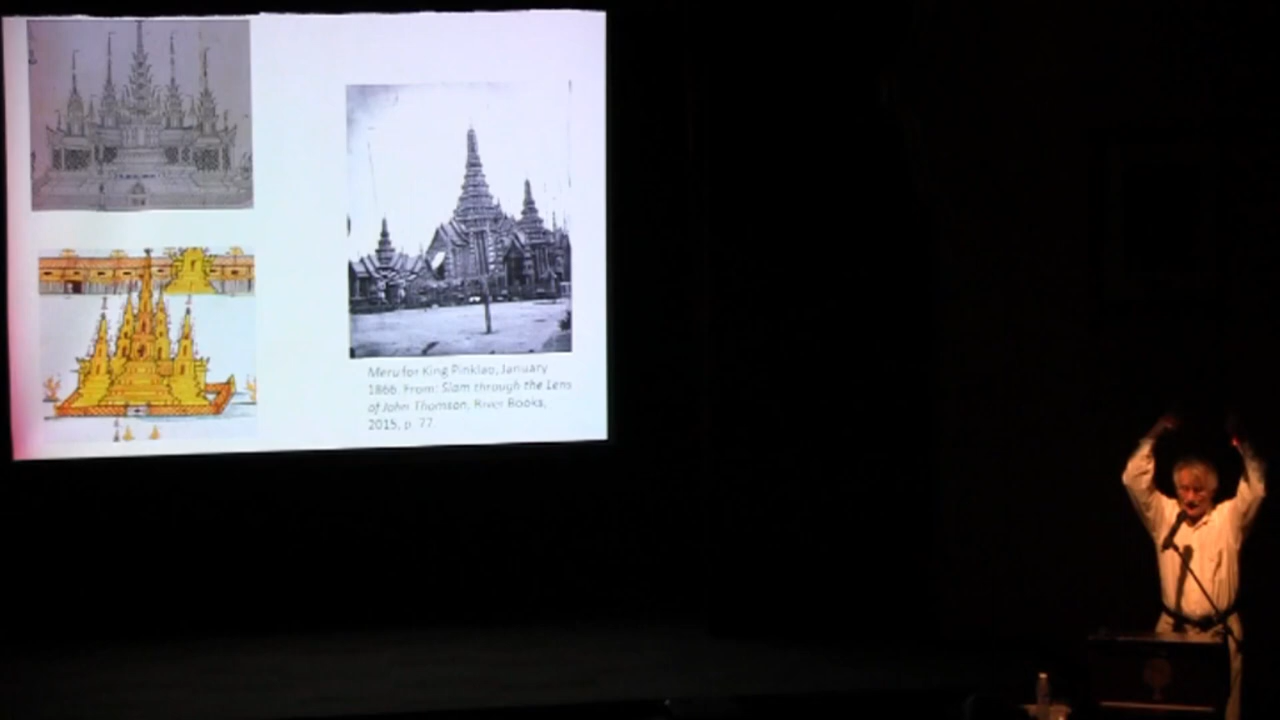 Meru for King Pinklao, January
1866. From: Siam through the Lens
of John Thomson, River Books,
2015, p. 77.